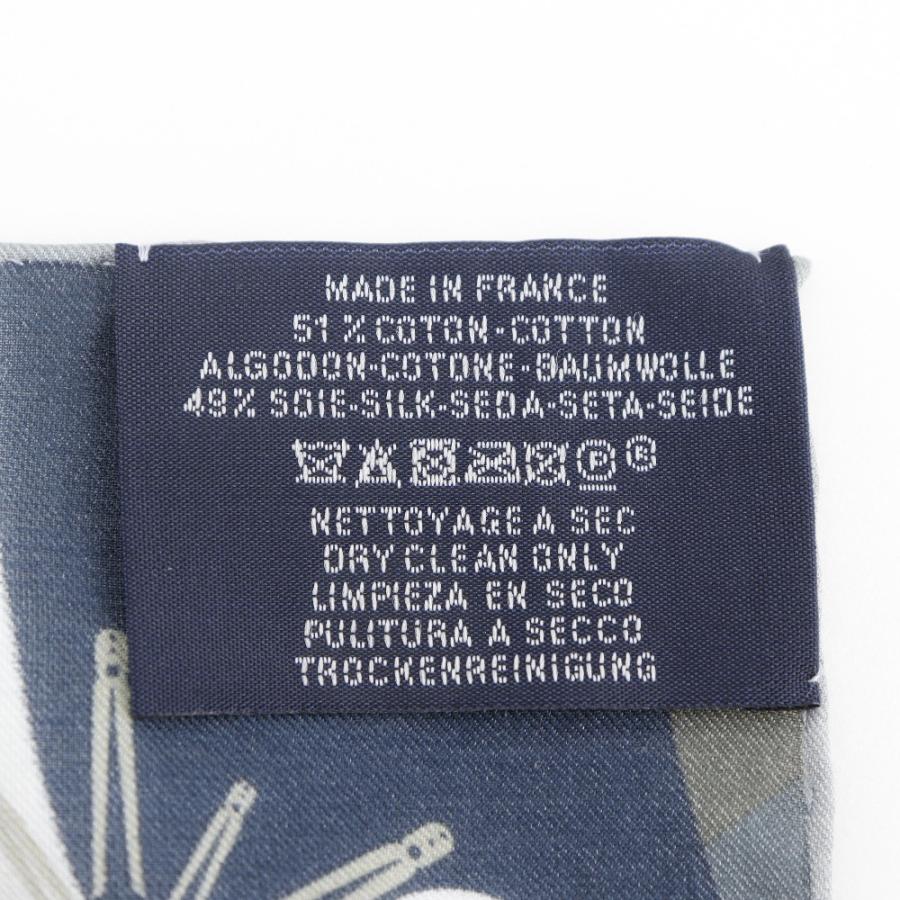 MADE IN FRANCE
51 % COTON-COTTON
ALGODON-COTONE-BAUMWOLLE
49% SOIE-SILK-SEDA-SETA-SEIDE
P ®
NETTOYAGE A SEC
DRY CLEAN ONLY
LIMPIEZA EN SECO
PULITURA A SECCO
TROCKENREINIGUNG